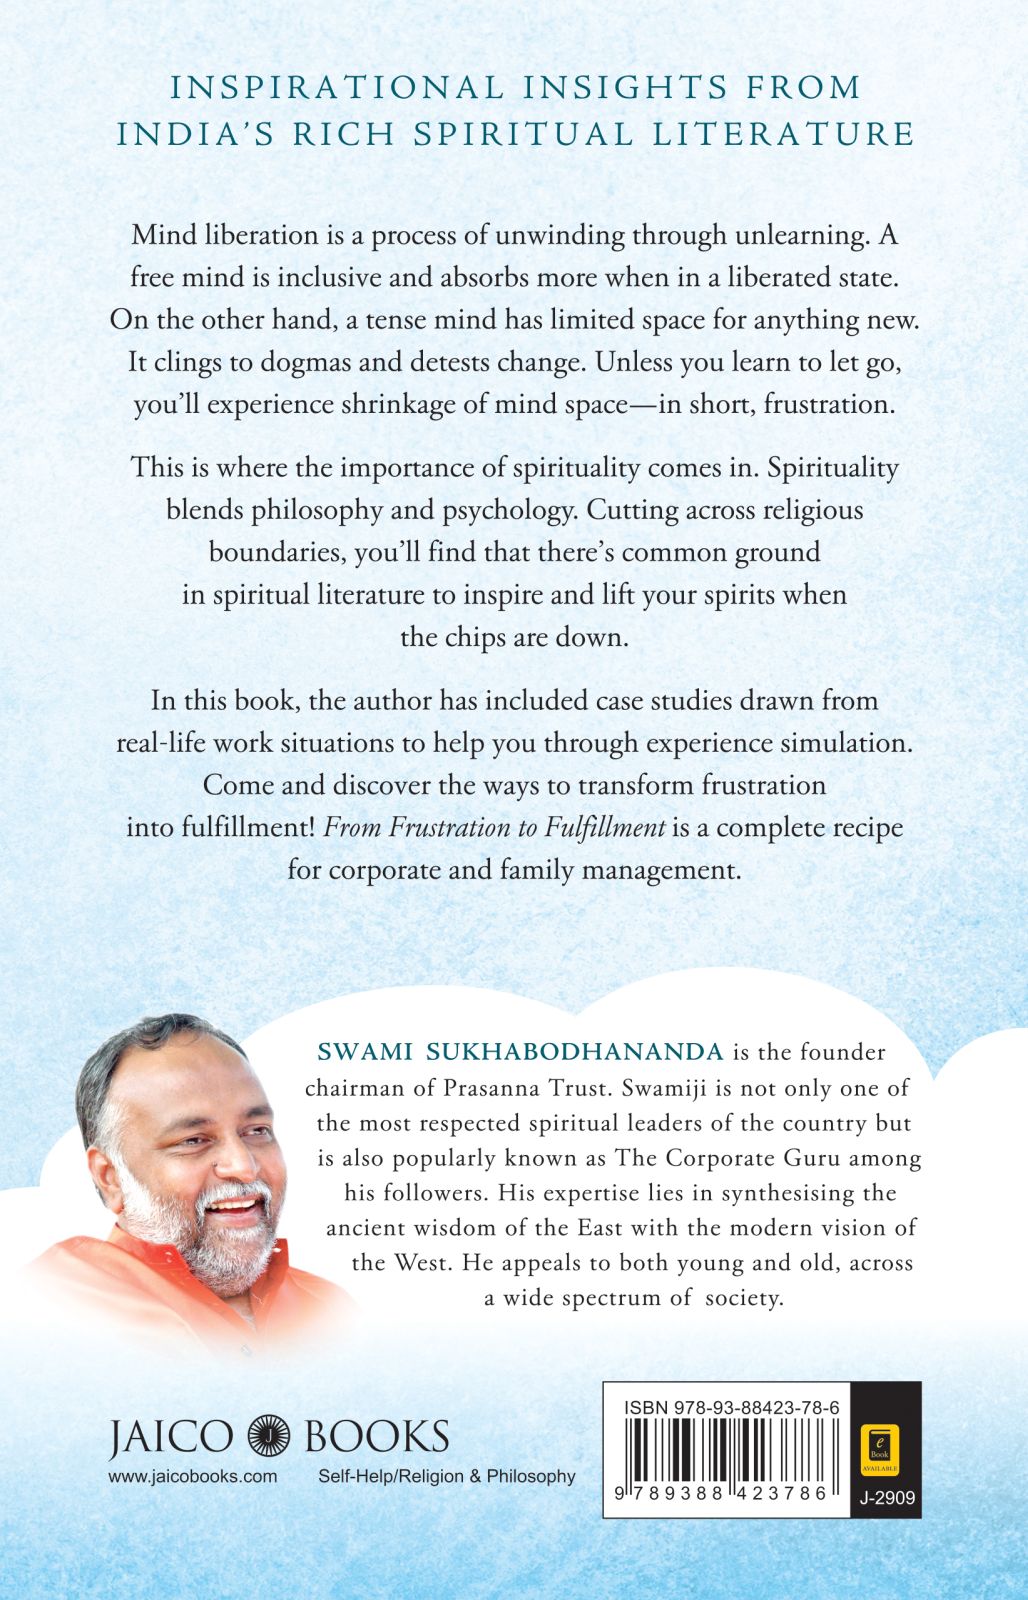 INSPIRATIONAL INSIGHTS FROM
INDIA'S RICH SPIRITUAL LITERATURE
Mind liberation is a process of unwinding through unlearning. A
free mind is inclusive and absorbs more when in a liberated state.
On the other hand, a tense mind has limited space for anything new.
It clings to dogmas and detests change. Unless you learn to let go,
you'll experience shrinkage of mind space—in short, frustration.
This is where the importance of spirituality comes in. Spirituality
blends philosophy and psychology. Cutting across religious
boundaries, you'll find that there's common ground
in spiritual literature to inspire and lift your spirits when
the chips are down.
In this book, the author has included case studies drawn from
real-life work situations to help you through experience simulation.
Come and discover the ways to transform frustration
into fulfillment! From Frustration to Fulfillment is a complete recipe
for corporate and family management.
SWAMI SUKHABODHANANDA is the founder
chairman of Prasanna Trust. Swamiji is not only one of
the most respected spiritual leaders of the country but
is also popularly known as The Corporate Guru among
his followers. His expertise lies in synthesising the
ancient wisdom of the East with the modern vision of
the West. He appeals to both young and old, across
a wide spectrum of society.
JAICO J BOOKS
www.jaicobooks.com Self-Help/Religion & Philosophy
ISBN 978-93-88423-78-6
9 789388 423786
e
Book
AVAILABLE
J-2909